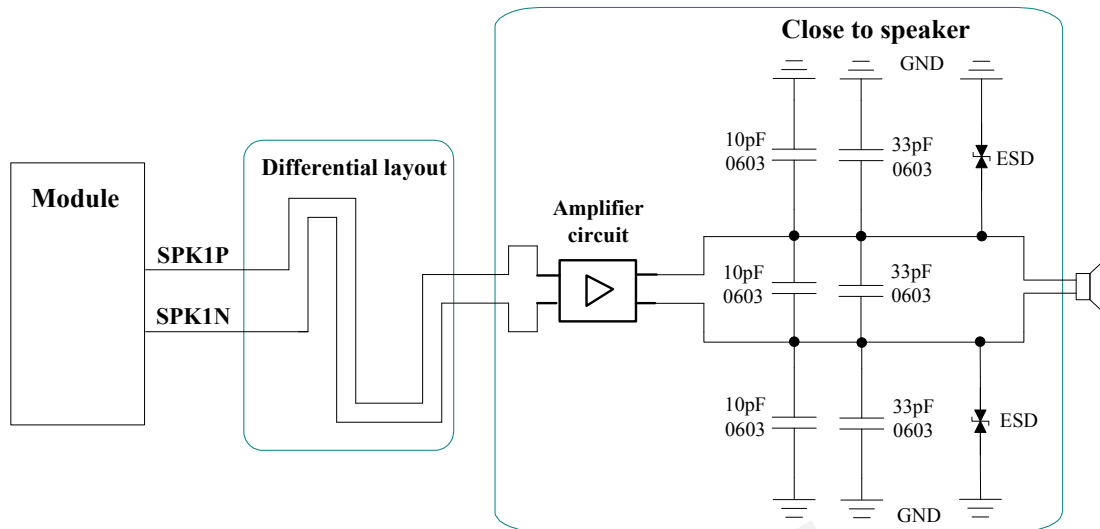 Close to speaker
GND
10pF
0603
33pF
0603
ESD
Differential layout
Module
Amplifier
circuit
SPK1P
10pF
0603
33pF
0603
SPK1N
10pF
0603
33pF
0603
ESD
GND